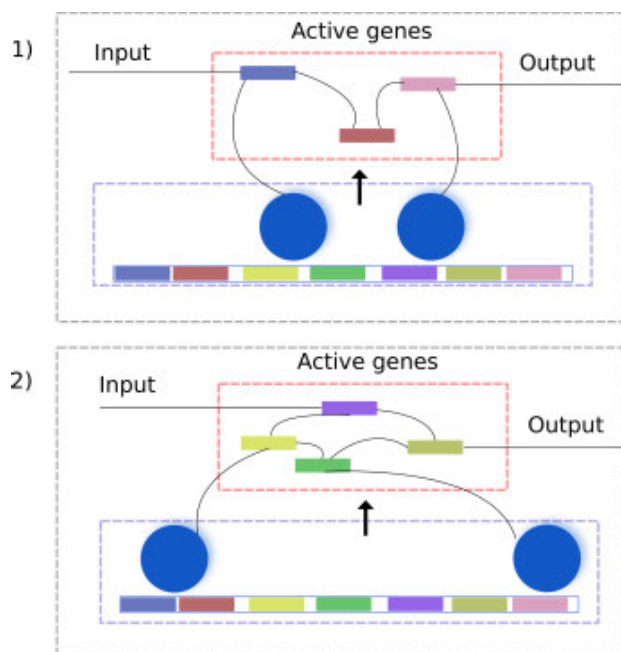 1)
Active genes
Input
Output
2)
Active genes
Input
Output